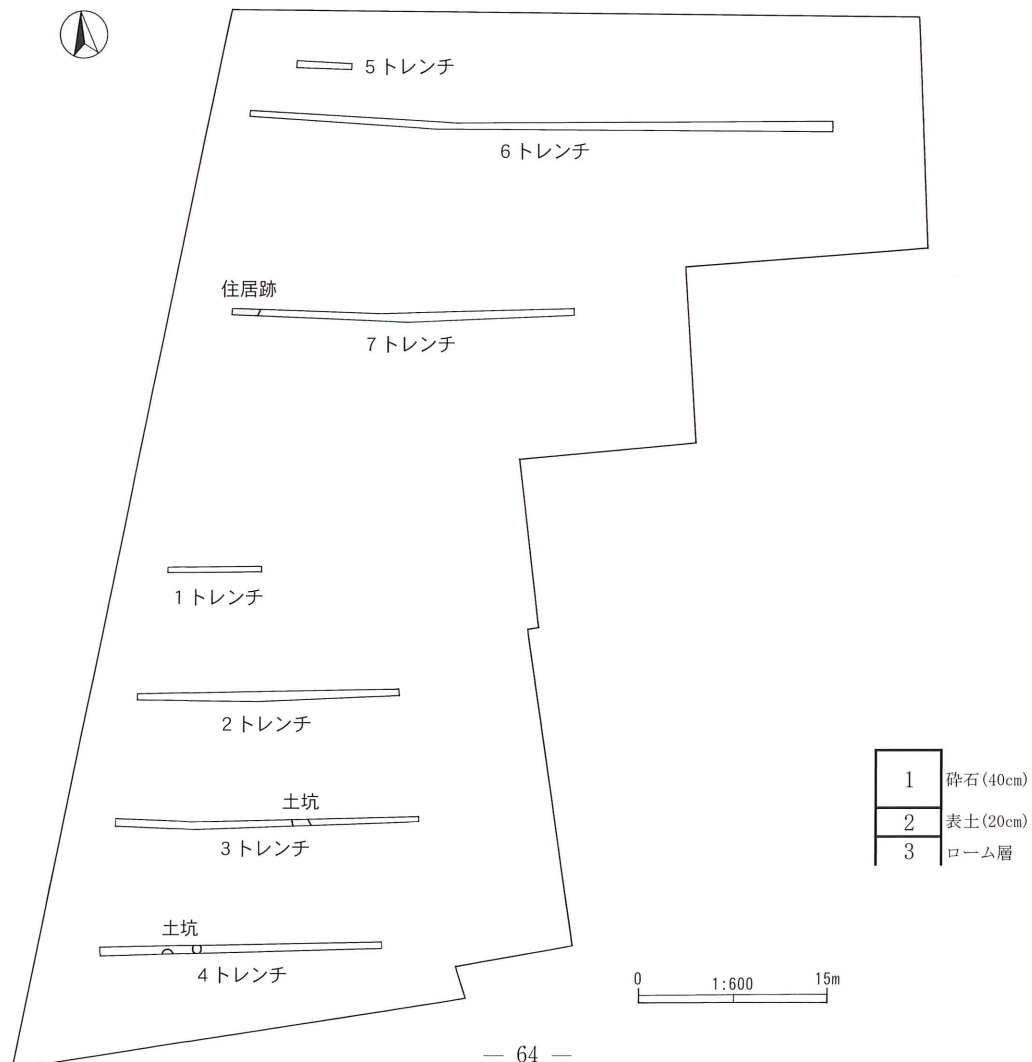 5トレンチ
6トレンチ
住居跡
7トレンチ
1トレンチ
2トレンチ
土坑
3トレンチ
土坑
4トレンチ
1 砕石(40cm)
2 表土(20cm)
3 ローム層
0 1:600 15m
— 64 —